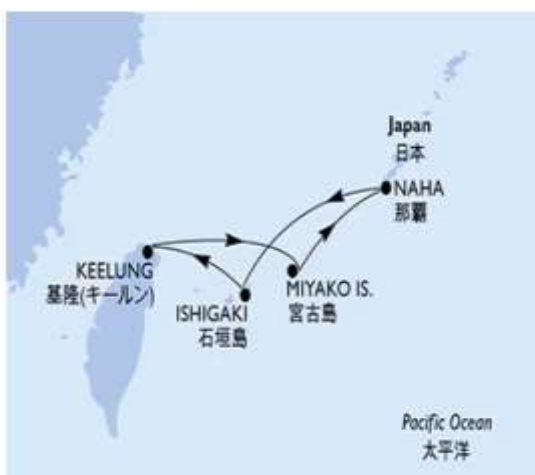 Japan
日本
NAHA
那覇
KEELUNG
基隆(キールン)
MIYAKO IS.
宮古島
ISHIGAKI
石垣島
Pacific Ocean
太平洋